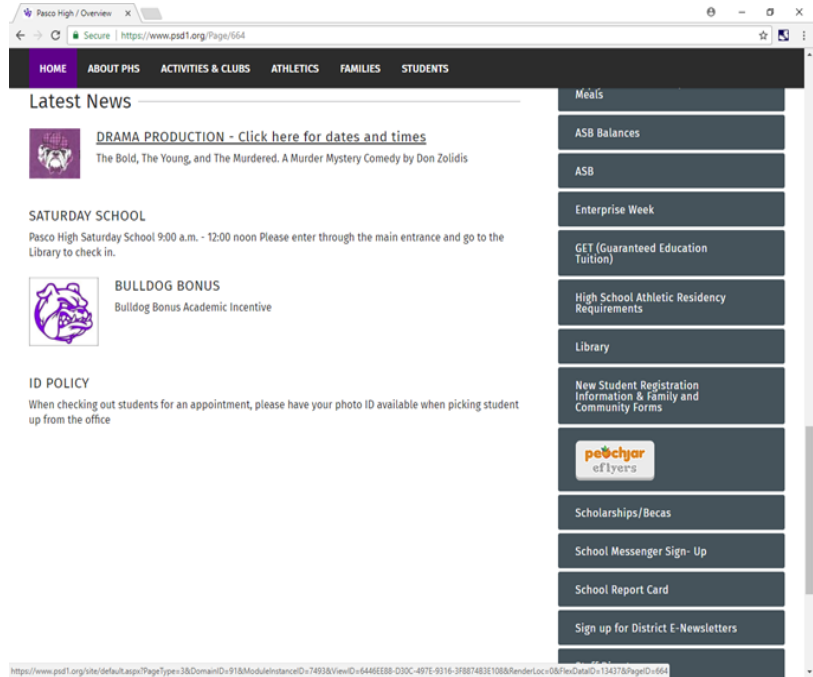 Pasco High / Overview
Secure | https://www.psd1.org/Page/664
HOME ABOUT PHS ACTIVITIES & CLUBS ATHLETICS FAMILIES STUDENTS
Latest News
DRAMA PRODUCTION - Click here for dates and times
The Bold, The Young, and The Murdered. A Murder Mystery Comedy by Don Zolidis
SATURDAY SCHOOL
Pasco High Saturday School 9:00 a.m. - 12:00 noon Please enter through the main entrance and go to the
Library to check in.
BULLDOG BONUS
Bulldog Bonus Academic Incentive
ID POLICY
When checking out students for an appointment, please have your photo ID available when picking student
up from the office
Meals
ASB Balances
ASB
Enterprise Week
GET (Guaranteed Education
Tuition)
High School Athletic Residency
Requirements
Library
New Student Registration
Information & Family and
Community Forms
peachjar
eflyers
Scholarships/Becas
School Messenger Sign- Up
School Report Card
Sign up for District E-Newsletters
https://www.psd1.org/site/default.aspx?PageType=3&DomainID=91&ModuleInstanceID=7493&ViewID=6446EE88-D30C-497E-9316-3F8874B3E108&RenderLoc=0&FlexDataID=13437&PageID=664